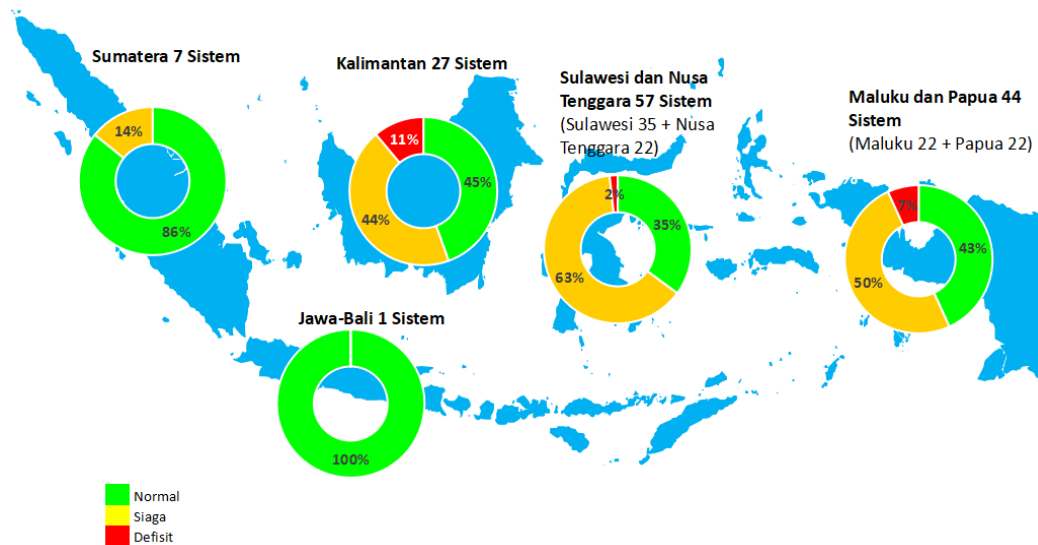 Sumatera 7 Sistem
14%
86%
Kalimantan 27 Sistem
11%
45%
44%
Sulawesi dan Nusa
Tenggara 57 Sistem
(Sulawesi 35 + Nusa
Tenggara 22)
2%
35%
63%
Maluku dan Papua 44
Sistem
(Maluku 22 + Papua 22)
7%
43%
50%
Jawa-Bali 1 Sistem
100%
Normal
Siaga
Defisit